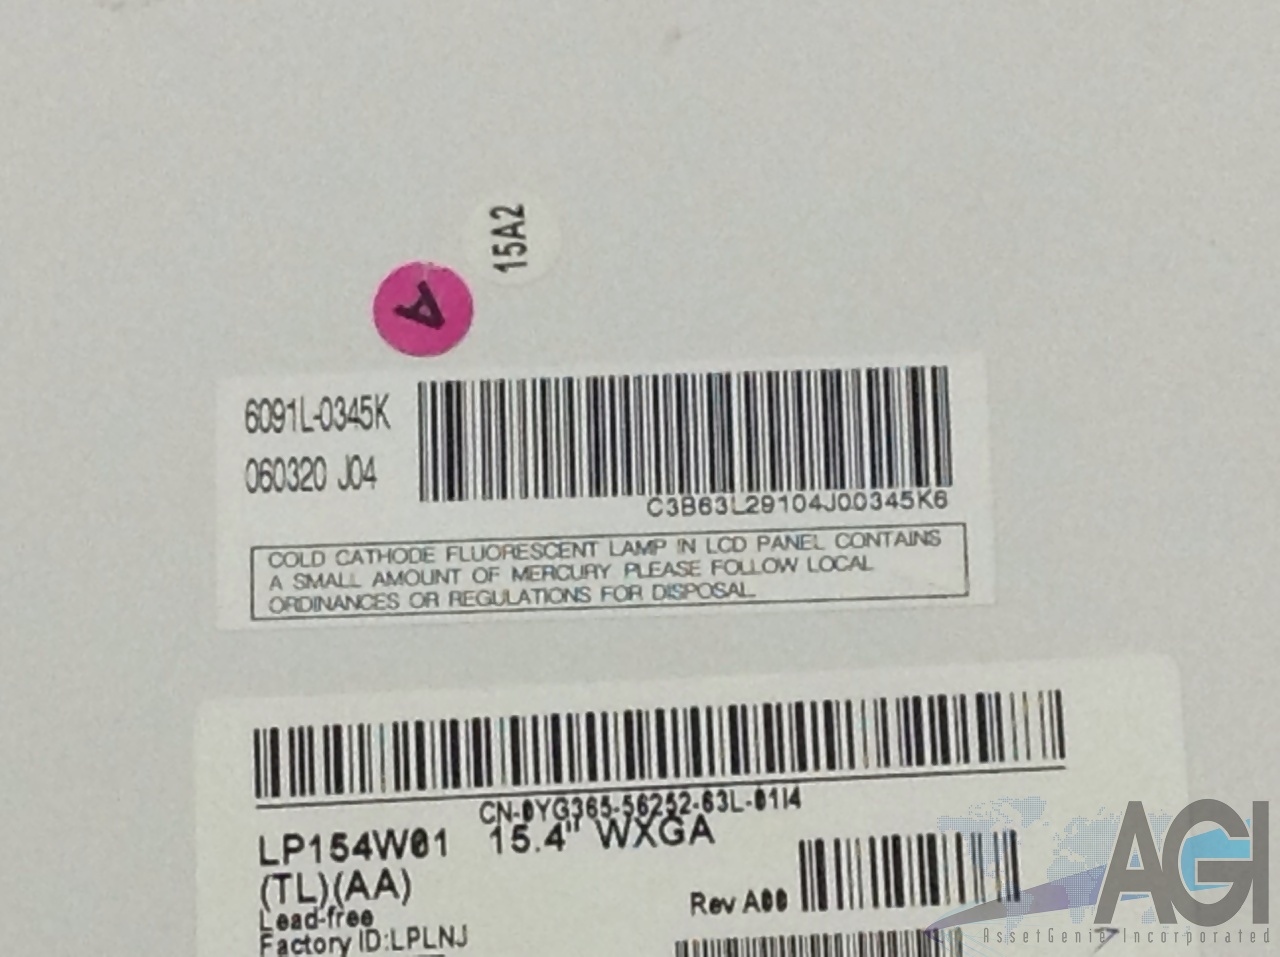 15A2
A
6091L-0345K
060320 J04
C3B63L29104J00345K6
COLD CATHODE FLUORESCENT LAMP IN LCD PANEL CONTAINS
A SMALL AMOUNT OF MERCURY PLEASE FOLLOW LOCAL
ORDINANCES OR REGULATIONS FOR DISPOSAL
CN-0YG365-56252-63L-01I4
LP154W01 15.4" WXGA
(TL)(AA)
Rev A00
Lead-free
Factory ID:LPLNJ
AGI
AssetGenie Incorporated